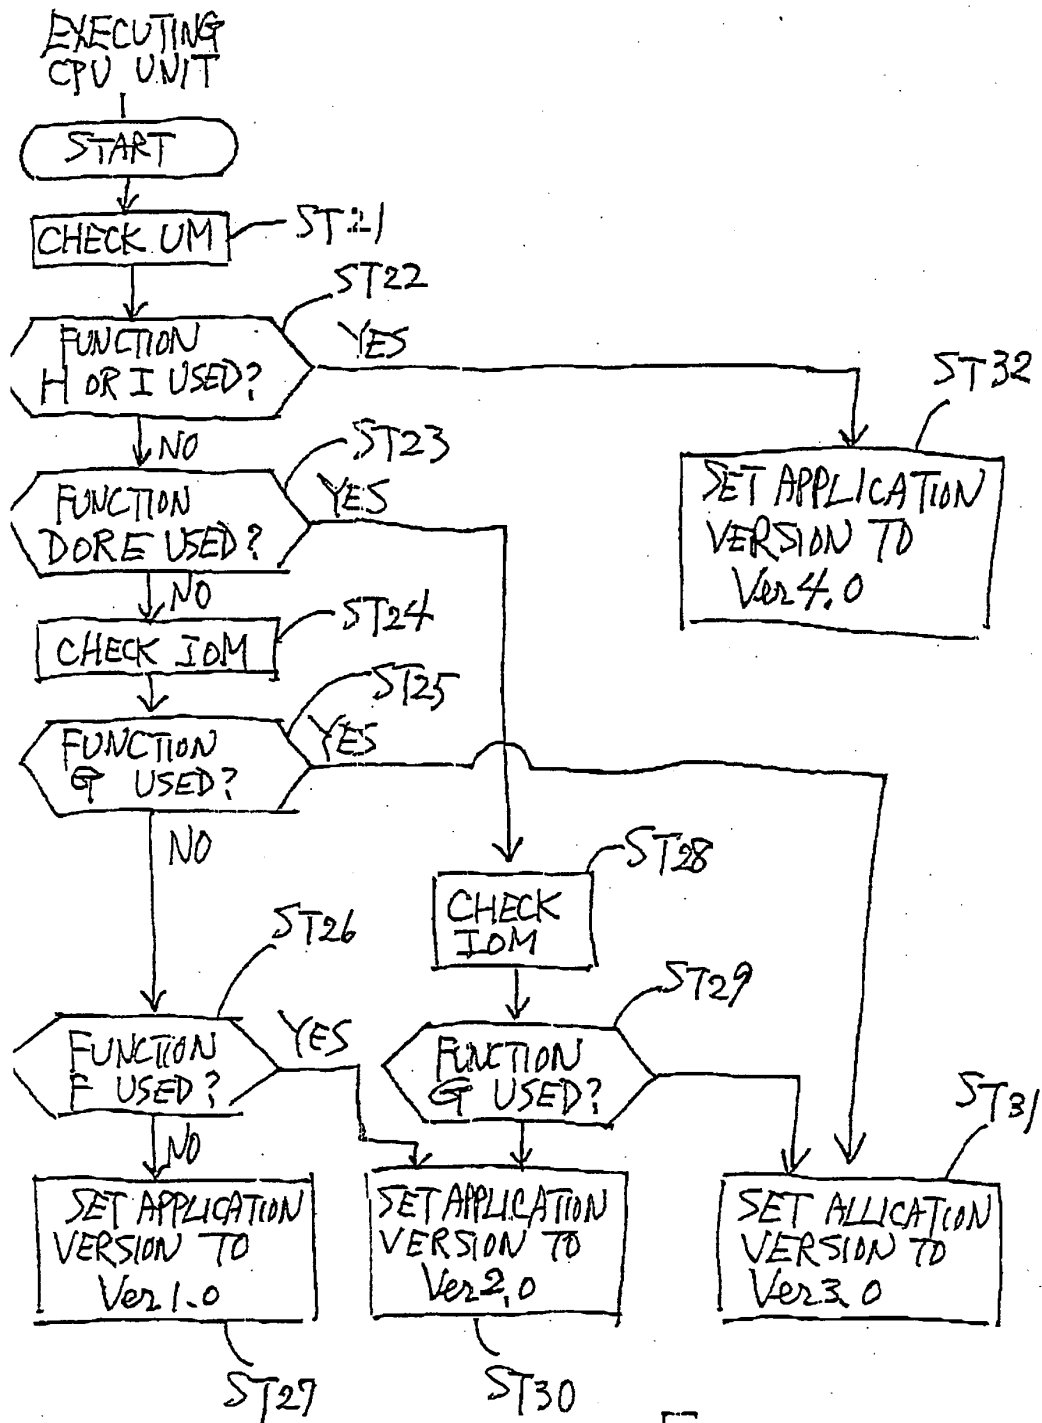 EXECUTING
CPU UNIT
START
CHECK UM
ST21
ST22
FUNCTION
H OR I USED?
YES
NO
ST32
SET APPLICATION
VERSION TO
Ver4.0
ST23
FUNCTION
D OR E USED?
YES
NO
ST24
CHECK IOM
ST25
FUNCTION
G USED?
YES
NO
ST28
CHECK
IOM
ST26
FUNCTION
F USED?
YES
NO
ST29
FUNCTION
G USED?
ST31
SET APPLICATION
VERSION TO
Ver1.0
ST27
SET APPLICATION
VERSION TO
Ver2.0
ST30
SET ALLICATION
VERSION TO
Ver3.0